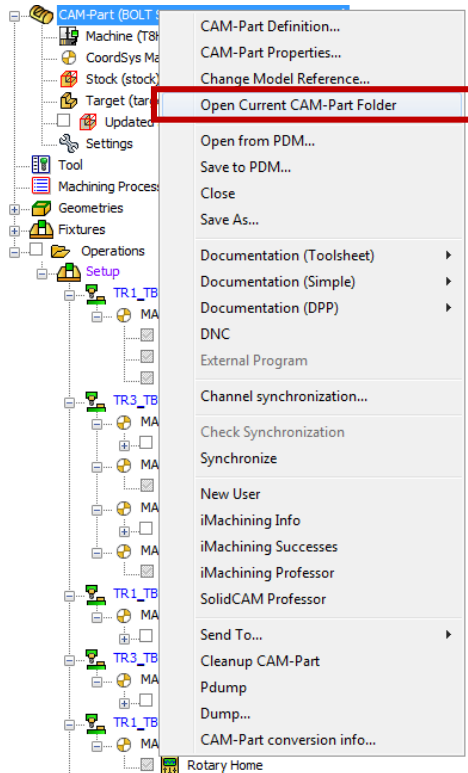 CAM-Part (BOLT
Machine (T8
CoordSys Ma
Stock (stock)
Target (targ
Updated
Settings
Tool
Machining Process
Geometries
Fixtures
Operations
Setup
TR1_TB
MA
TR3_TB
MA
MA
MA
MA
TR1_TB
MA
TR3_TB
MA
TR1_TB
MA
Rotary Home
CAM-Part Definition...
CAM-Part Properties...
Change Model Reference...
Open Current CAM-Part Folder
Open from PDM...
Save to PDM...
Close
Save As...
Documentation (Toolsheet)
Documentation (Simple)
Documentation (DPP)
DNC
External Program
Channel synchronization...
Check Synchronization
Synchronize
New User
iMachining Info
iMachining Successes
iMachining Professor
SolidCAM Professor
Send To...
Cleanup CAM-Part
Pdump
Dump...
CAM-Part conversion info...